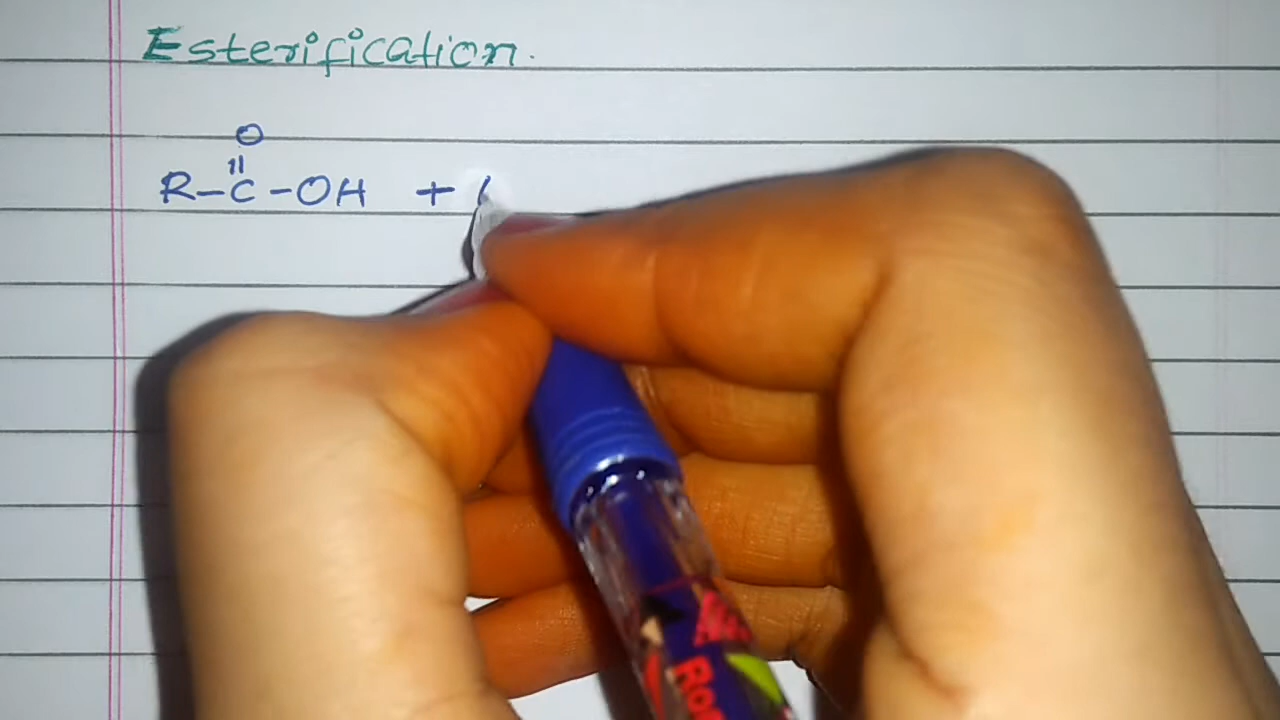 Esterification.
O
||
R-C-OH +